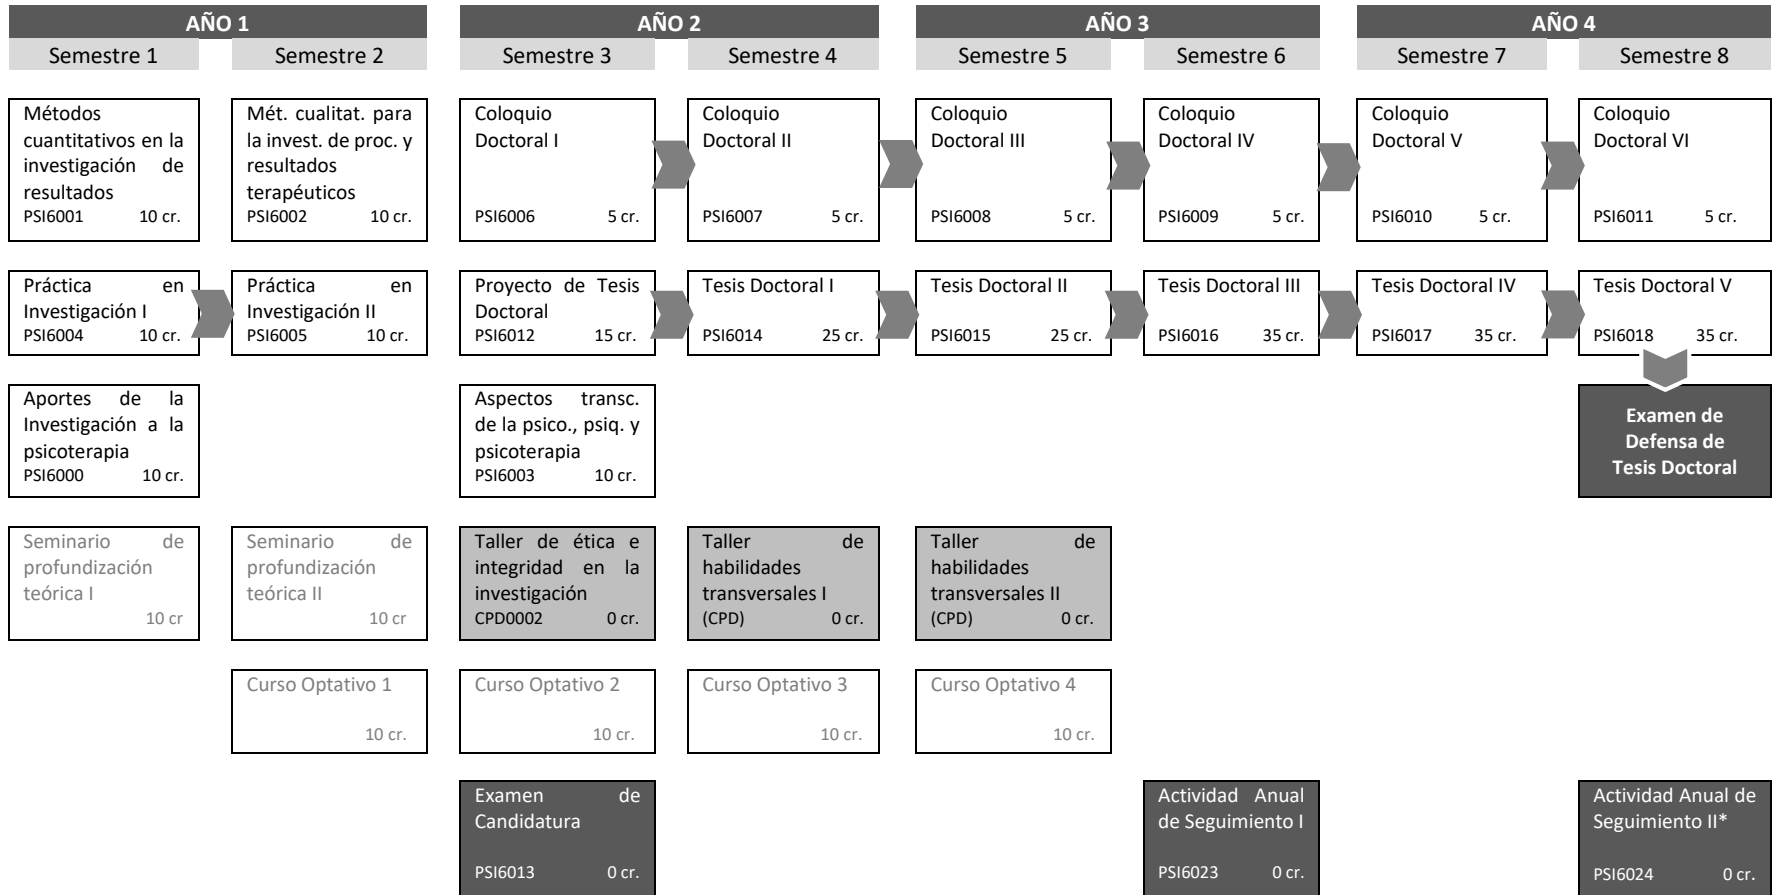 AÑO 1
AÑO 2
AÑO 3
AÑO 4
Semestre 1
Semestre 2
Semestre 3
Semestre 4
Semestre 5
Semestre 6
Semestre 7
Semestre 8
Métodos
cuantitativos en la
investigación de
resultados
PSI6001 10 cr.
Mét. cualitat. para
la invest. de proc. y
resultados
terapéuticos
PSI6002 10 cr.
Coloquio
Doctoral I
PSI6006 5 cr.
Coloquio
Doctoral II
PSI6007 5 cr.
Coloquio
Doctoral III
PSI6008 5 cr.
Coloquio
Doctoral IV
PSI6009 5 cr.
Coloquio
Doctoral V
PSI6010 5 cr.
Coloquio
Doctoral VI
PSI6011 5 cr.
Práctica en
Investigación I
PSI6004 10 cr.
Práctica en
Investigación II
PSI6005 10 cr.
Proyecto de Tesis
Doctoral
PSI6012 15 cr.
Tesis Doctoral I
PSI6014 25 cr.
Tesis Doctoral II
PSI6015 25 cr.
Tesis Doctoral III
PSI6016 35 cr.
Tesis Doctoral IV
PSI6017 35 cr.
Tesis Doctoral V
PSI6018 35 cr.
Aportes de la
Investigación a la
psicoterapia
PSI6000 10 cr.
Aspectos transc.
de la psico., psiq. y
psicoterapia
PSI6003 10 cr.
Examen de
Defensa de
Tesis Doctoral
Seminario de
profundización
teórica I
10 cr
Seminario de
profundización
teórica II
10 cr
Taller de ética e
integridad en la
investigación
CPD0002 0 cr.
Taller de
habilidades
transversales I
(CPD) 0 cr.
Taller de
habilidades
transversales II
(CPD) 0 cr.
Curso Optativo 1
10 cr.
Curso Optativo 2
10 cr.
Curso Optativo 3
10 cr.
Curso Optativo 4
10 cr.
Examen de
Candidatura
PSI6013 0 cr.
Actividad Anual
de Seguimiento I
PSI6023 0 cr.
Actividad Anual de
Seguimiento II*
PSI6024 0 cr.